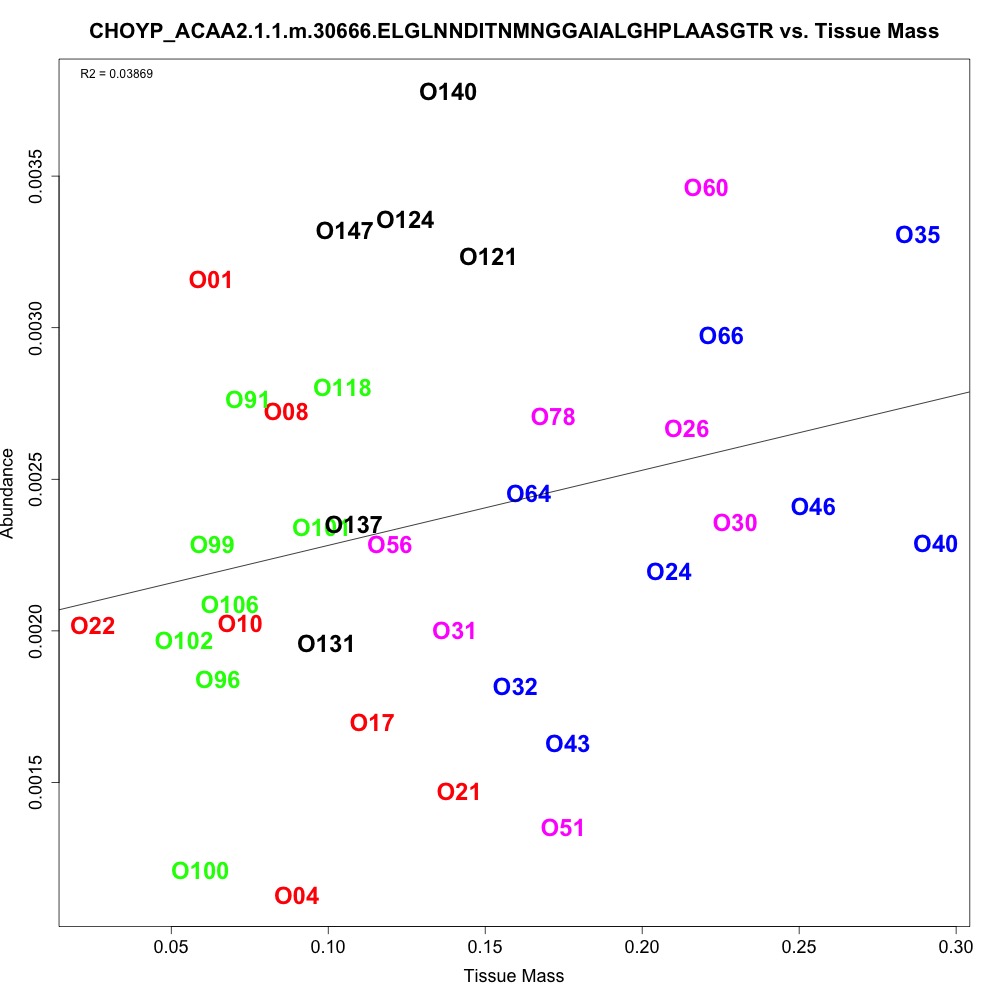 CHOYP_ACAA2.1.1.m.30666.ELGLNNDITNMNGGAIALGHPLAASGTR vs. Tissue Mass
R2 = 0.03869
O140
O60
O124
O147
O35
O121
O01
O66
O118
O91
O08
O78
O26
O64
O46
O30
O101
O137
O56
O99
O40
O24
O106
O10
O22
O31
O102
O131
O96
O32
O17
O43
O21
O51
O100
O04
0.0035
0.0030
0.0025
0.0020
0.0015
Abundance
0.05 0.10 0.15 0.20 0.25 0.30
Tissue Mass